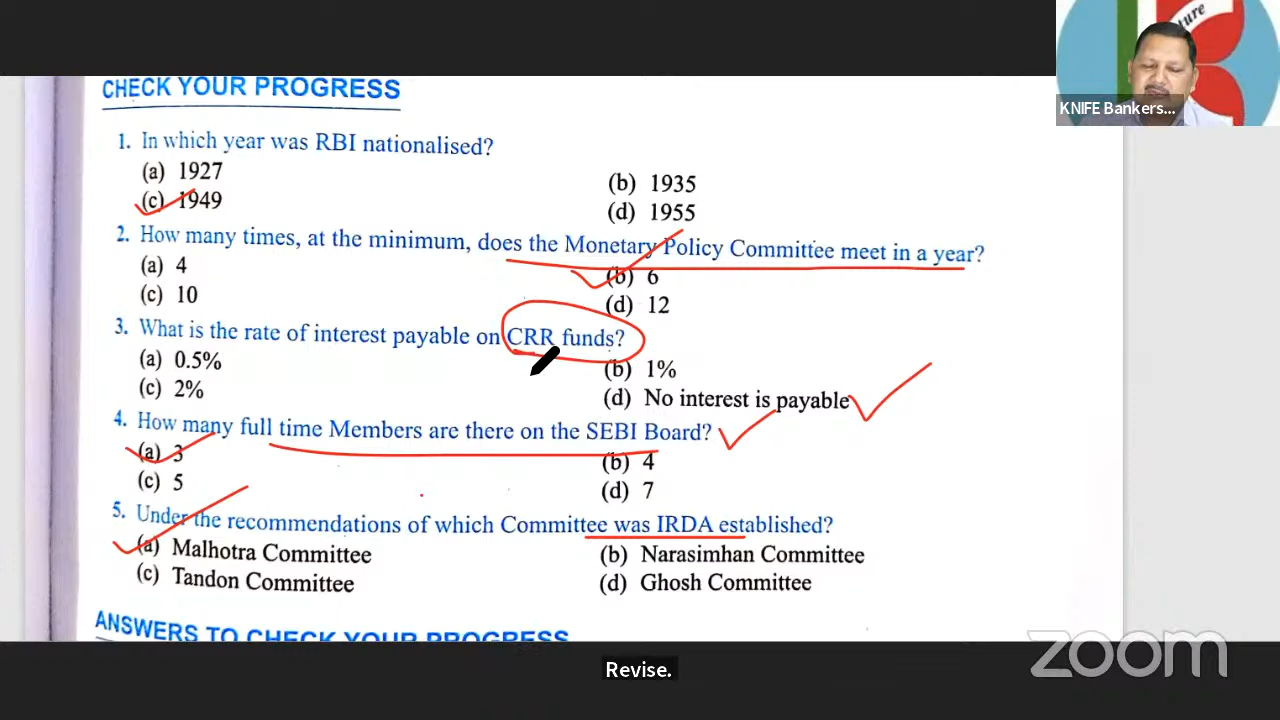 ture
KNIFE Bankers...
CHECK YOUR PROGRESS
1. In which year was RBI nationalised?
(a) 1927
(b) 1935
(c) 1949
(d) 1955
2. How many times, at the minimum, does the Monetary Policy Committee meet in a year?
(a) 4
(b) 6
(c) 10
(d) 12
3. What is the rate of interest payable on CRR funds?
(a) 0.5%
(b) 1%
(c) 2%
(d) No interest is payable
4. How many full time Members are there on the SEBI Board?
(a) 3
(b) 4
(c) 5
(d) 7
5. Under the recommendations of which Committee was IRDA established?
(a) Malhotra Committee
(b) Narasimhan Committee
(c) Tandon Committee
(d) Ghosh Committee
ANSWERS TO CHECK YOUR PROGRESS
zoom
Revise.